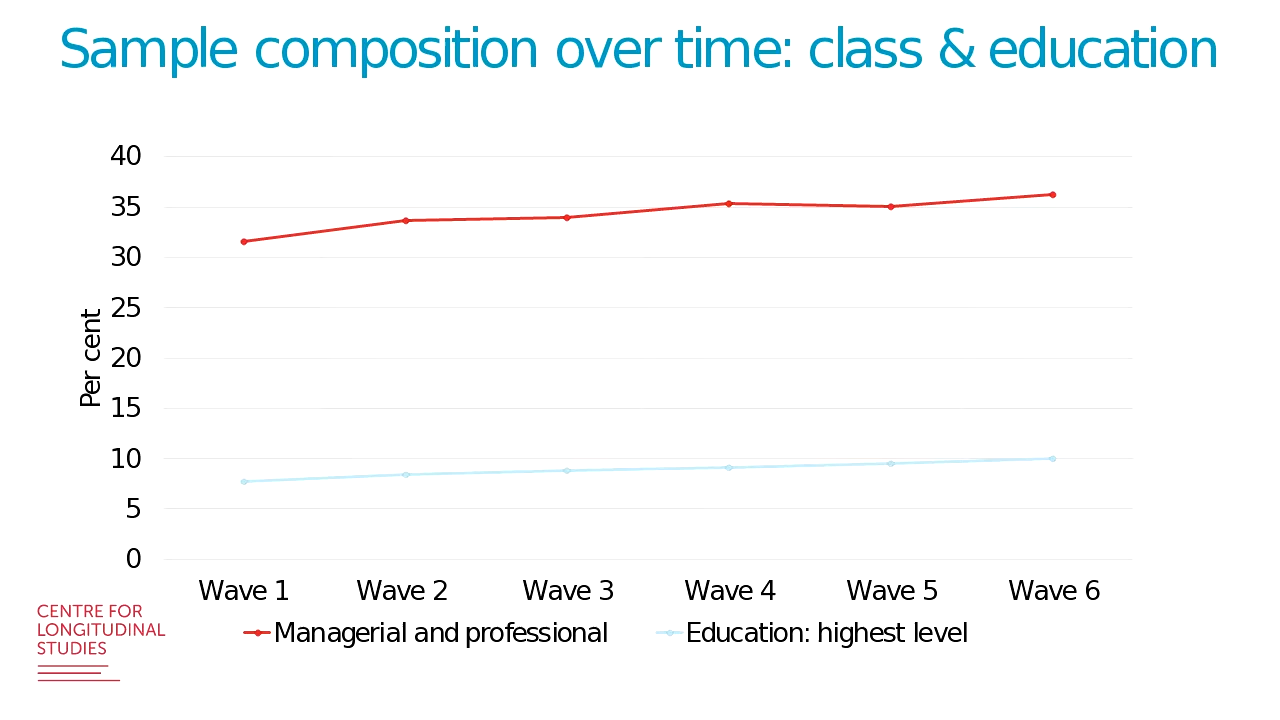 Sample composition over time: class & education
40
35
30
25
20
15
10
5
0
Per cent
Wave 1 Wave 2 Wave 3 Wave 4 Wave 5 Wave 6
Managerial and professional Education: highest level
CENTRE FOR
LONGITUDINAL
STUDIES